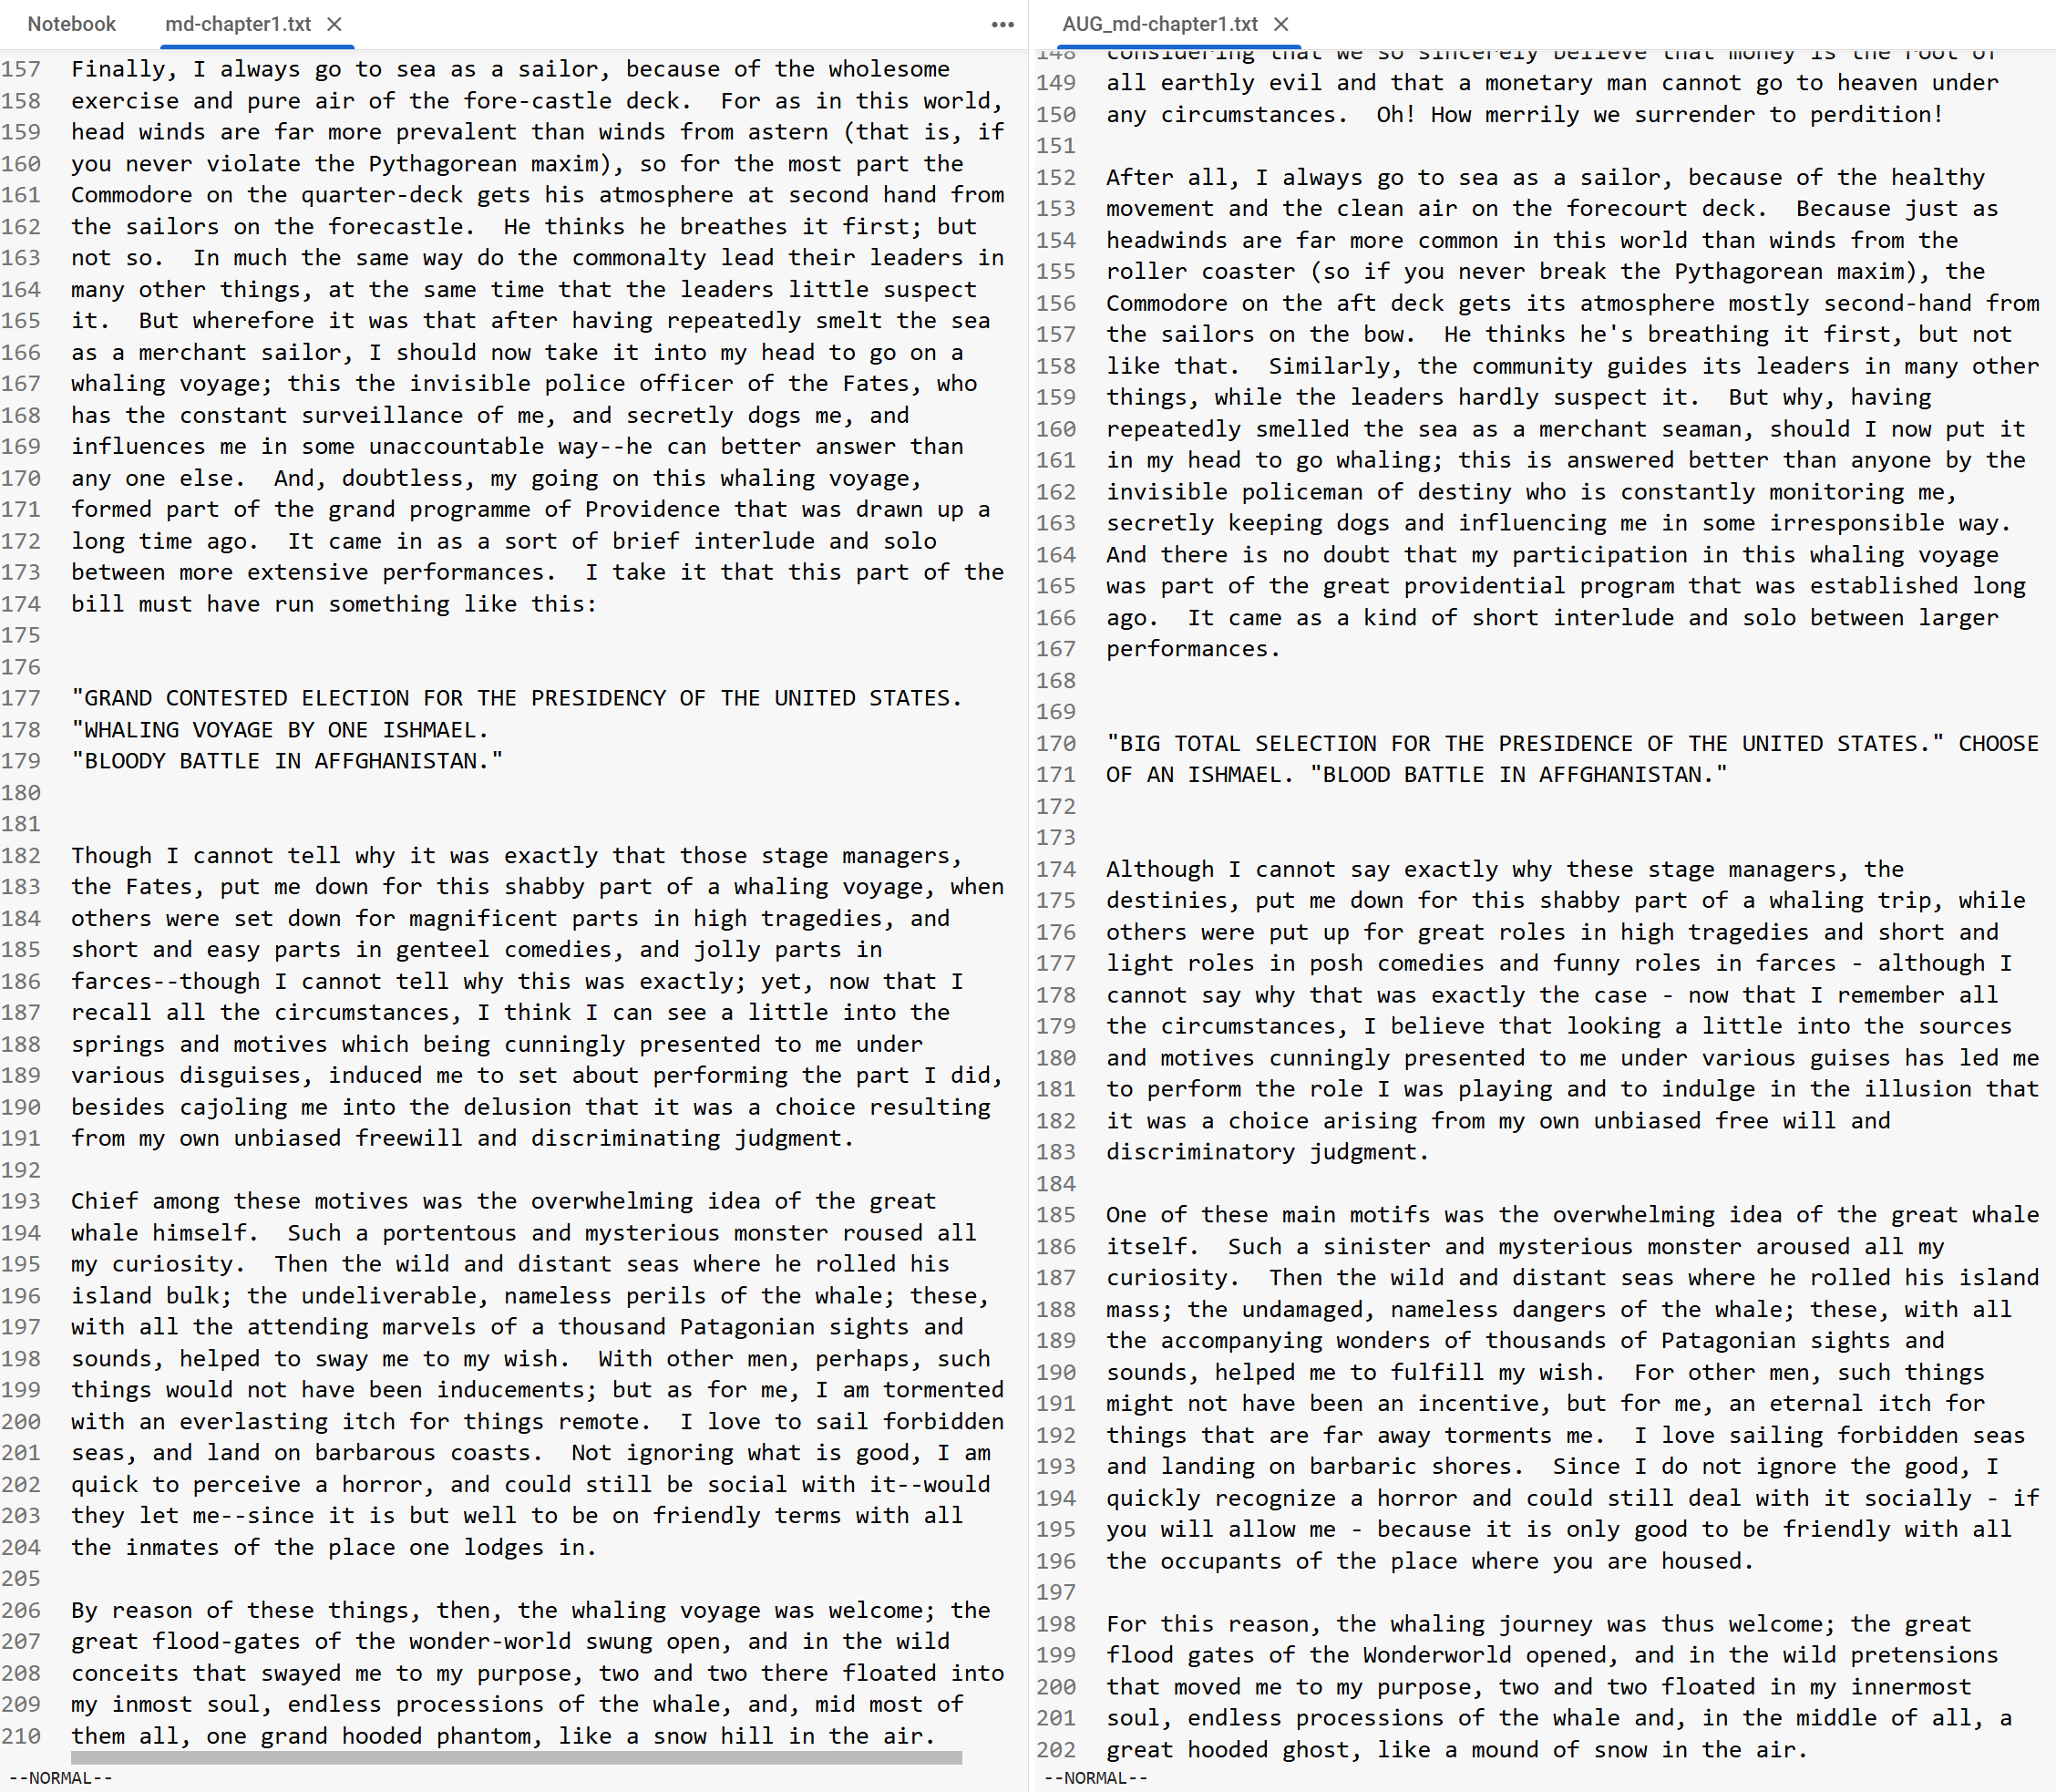 Notebook md-chapter1.txt
157 Finally, I always go to sea as a sailor, because of the wholesome
158 exercise and pure air of the fore-castle deck.  For as in this world,
159 head winds are far more prevalent than winds from astern (that is, if
160 you never violate the Pythagorean maxim), so for the most part the
161 Commodore on the quarter-deck gets his atmosphere at second hand from
162 the sailors on the forecastle.  He thinks he breathes it first; but
163 not so.  In much the same way do the commonalty lead their leaders in
164 many other things, at the same time that the leaders little suspect
165 it.  But wherefore it was that after having repeatedly smelt the sea
166 as a merchant sailor, I should now take it into my head to go on a
167 whaling voyage; this the invisible police officer of the Fates, who
168 has the constant surveillance of me, and secretly dogs me, and
169 influences me in some unaccountable way--he can better answer than
170 any one else.  And, doubtless, my going on this whaling voyage,
171 formed part of the grand programme of Providence that was drawn up a
172 long time ago.  It came in as a sort of brief interlude and solo
173 between more extensive performances.  I take it that this part of the
174 bill must have run something like this:
175
176
177 "GRAND CONTESTED ELECTION FOR THE PRESIDENCY OF THE UNITED STATES.
178 "WHALING VOYAGE BY ONE ISHMAEL.
179 "BLOODY BATTLE IN AFFGHANISTAN."
180
181
182 Though I cannot tell why it was exactly that those stage managers,
183 the Fates, put me down for this shabby part of a whaling voyage, when
184 others were set down for magnificent parts in high tragedies, and
185 short and easy parts in genteel comedies, and jolly parts in
186 farces--though I cannot tell why this was exactly; yet, now that I
187 recall all the circumstances, I think I can see a little into the
188 springs and motives which being cunningly presented to me under
189 various disguises, induced me to set about performing the part I did,
190 besides cajoling me into the delusion that it was a choice resulting
191 from my own unbiased freewill and discriminating judgment.
192
193 Chief among these motives was the overwhelming idea of the great
194 whale himself.  Such a portentous and mysterious monster roused all
195 my curiosity.  Then the wild and distant seas where he rolled his
196 island bulk; the undeliverable, nameless perils of the whale; these,
197 with all the attending marvels of a thousand Patagonian sights and
198 sounds, helped to sway me to my wish.  With other men, perhaps, such
199 things would not have been inducements; but as for me, I am tormented
200 with an everlasting itch for things remote.  I love to sail forbidden
201 seas, and land on barbarous coasts.  Not ignoring what is good, I am
202 quick to perceive a horror, and could still be social with it--would
203 they let me--since it is but well to be on friendly terms with all
204 the inmates of the place one lodges in.
205
206 By reason of these things, then, the whaling voyage was welcome; the
207 great flood-gates of the wonder-world swung open, and in the wild
208 conceits that swayed me to my purpose, two and two there floated into
209 my inmost soul, endless processions of the whale, and, mid most of
210 them all, one grand hooded phantom, like a snow hill in the air.
--NORMAL--
AUG_md-chapter1.txt
148 considering that we so sincerely believe that money is the root of
149 all earthly evil and that a monetary man cannot go to heaven under
150 any circumstances.  Oh! How merrily we surrender to perdition!
151
152 After all, I always go to sea as a sailor, because of the healthy
153 movement and the clean air on the forecourt deck.  Because just as
154 headwinds are far more common in this world than winds from the
155 roller coaster (so if you never break the Pythagorean maxim), the
156 Commodore on the aft deck gets its atmosphere mostly second-hand from
157 the sailors on the bow.  He thinks he's breathing it first, but not
158 like that.  Similarly, the community guides its leaders in many other
159 things, while the leaders hardly suspect it.  But why, having
160 repeatedly smelled the sea as a merchant seaman, should I now put it
161 in my head to go whaling; this is answered better than anyone by the
162 invisible policeman of destiny who is constantly monitoring me,
163 secretly keeping dogs and influencing me in some irresponsible way.
164 And there is no doubt that my participation in this whaling voyage
165 was part of the great providential program that was established long
166 ago.  It came as a kind of short interlude and solo between larger
167 performances.
168
169
170 "BIG TOTAL SELECTION FOR THE PRESIDENCE OF THE UNITED STATES." CHOOSE
171 OF AN ISHMAEL. "BLOOD BATTLE IN AFFGHANISTAN."
172
173
174 Although I cannot say exactly why these stage managers, the
175 destinies, put me down for this shabby part of a whaling trip, while
176 others were put up for great roles in high tragedies and short and
177 light roles in posh comedies and funny roles in farces - although I
178 cannot say why that was exactly the case - now that I remember all
179 the circumstances, I believe that looking a little into the sources
180 and motives cunningly presented to me under various guises has led me
181 to perform the role I was playing and to indulge in the illusion that
182 it was a choice arising from my own unbiased free will and
183 discriminatory judgment.
184
185 One of these main motifs was the overwhelming idea of the great whale
186 itself.  Such a sinister and mysterious monster aroused all my
187 curiosity.  Then the wild and distant seas where he rolled his island
188 mass; the undamaged, nameless dangers of the whale; these, with all
189 the accompanying wonders of thousands of Patagonian sights and
190 sounds, helped me to fulfill my wish.  For other men, such things
191 might not have been an incentive, but for me, an eternal itch for
192 things that are far away torments me.  I love sailing forbidden seas
193 and landing on barbaric shores.  Since I do not ignore the good, I
194 quickly recognize a horror and could still deal with it socially - if
195 you will allow me - because it is only good to be friendly with all
196 the occupants of the place where you are housed.
197
198 For this reason, the whaling journey was thus welcome; the great
199 flood gates of the Wonderworld opened, and in the wild pretensions
200 that moved me to my purpose, two and two floated in my innermost
201 soul, endless processions of the whale and, in the middle of all, a
202 great hooded ghost, like a mound of snow in the air.
--NORMAL--